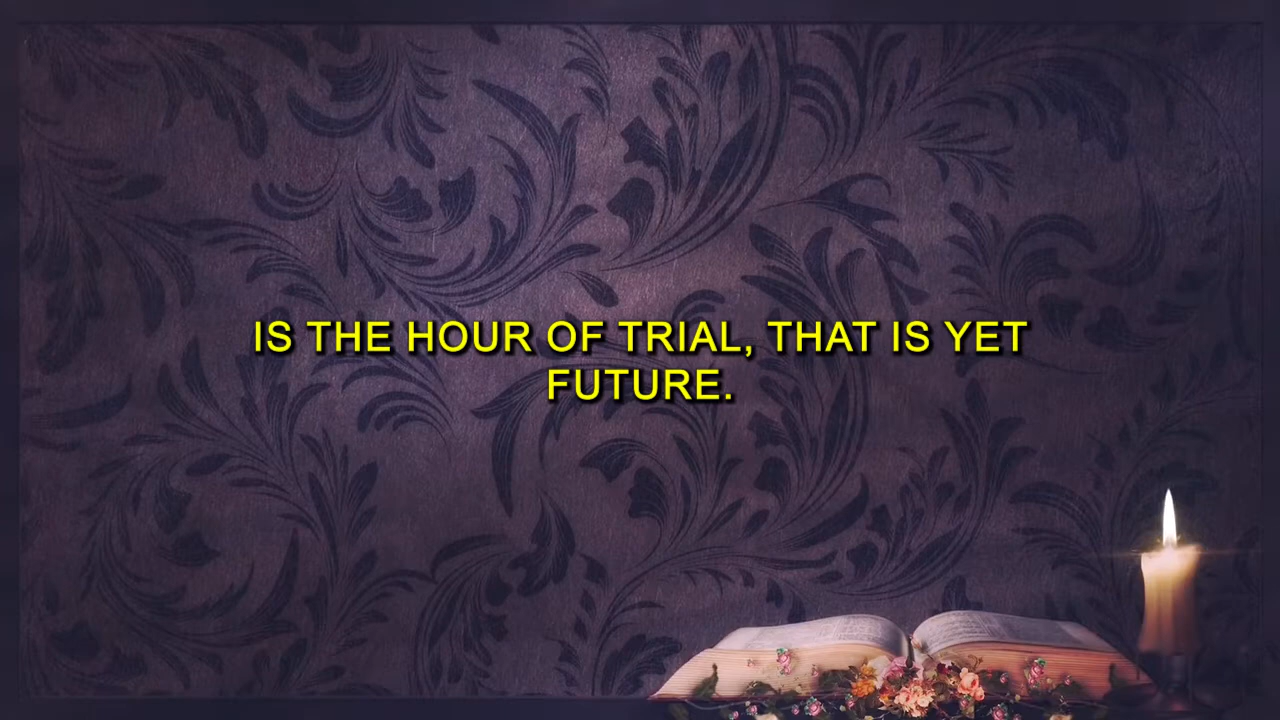 IS THE HOUR OF TRIAL, THAT IS YET
FUTURE.